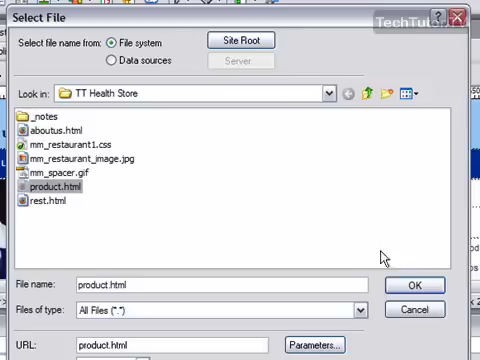 Select File
TechTutor
Select file name from: File system Site Root
Data sources Server
Look in: TT Health Store
_notes
aboutus.html
mm_restaurant1.css
mm_restaurant_image.jpg
mm_spacer.gif
product.html
rest.html
File name: product.html OK
Files of type: All Files (*.*) Cancel
URL: product.html Parameters...